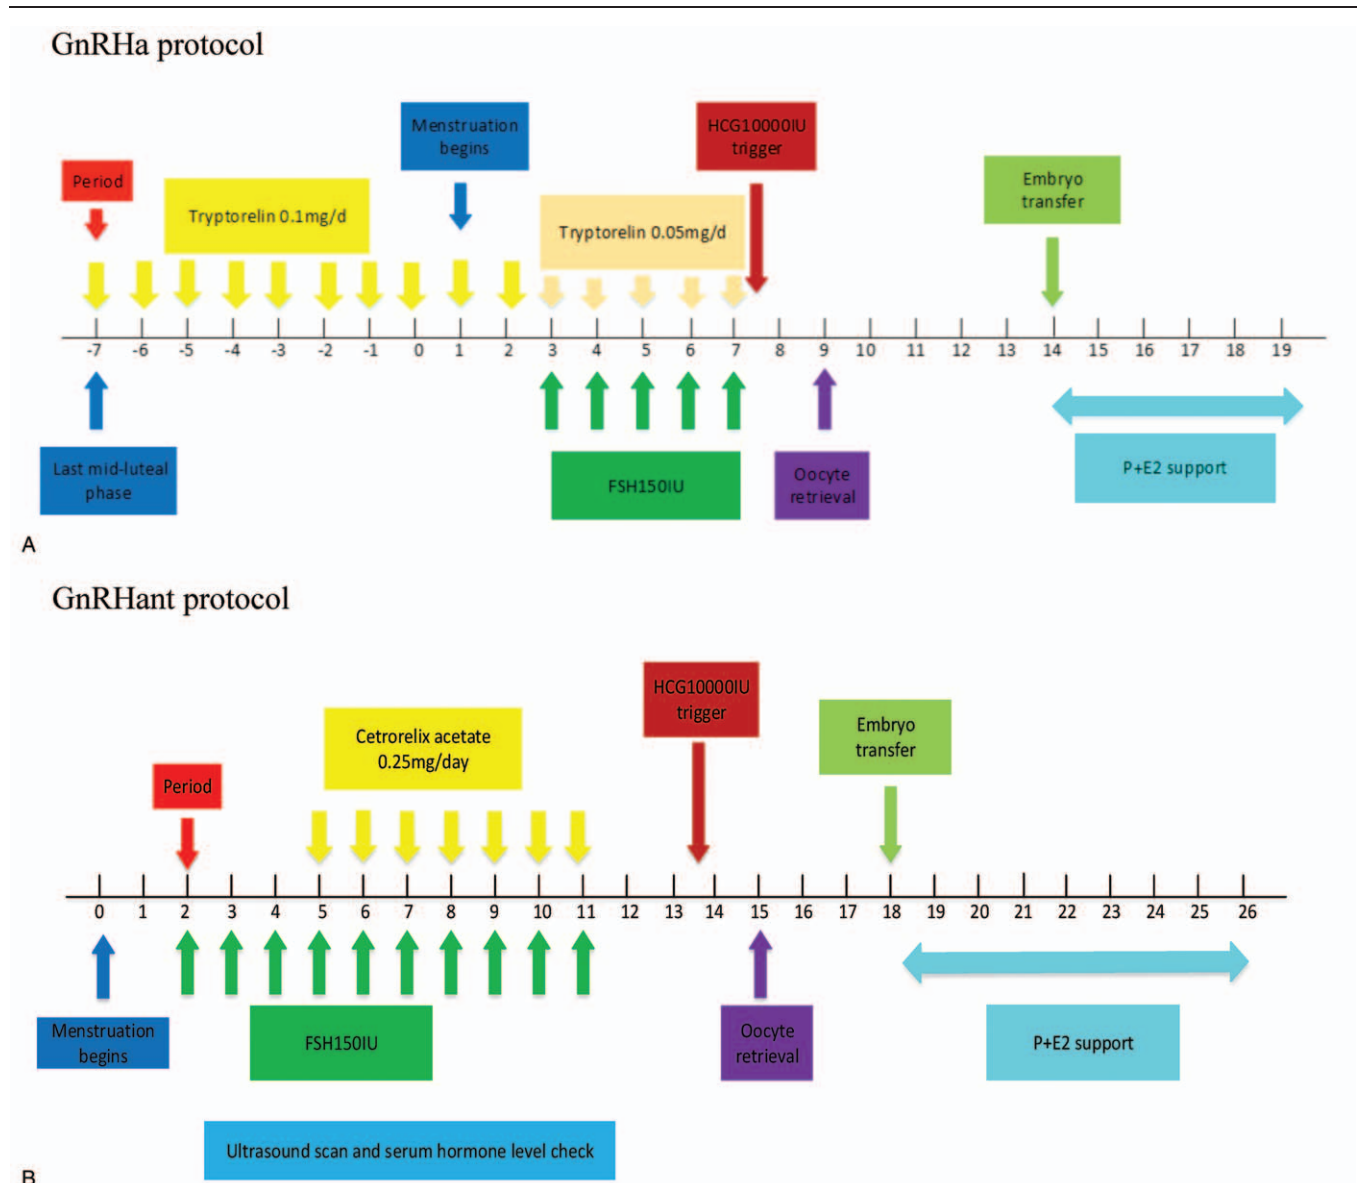 GnRHa protocol
Menstruation
begins
HCG10000IU
trigger
Period
Tryptorelin 0.1mg/d
Tryptorelin 0.05mg/d
Embryo
transfer
-7 -6 -5 -4 -3 -2 -1 0 1 2 3 4 5 6 7 8 9 10 11 12 13 14 15 16 17 18 19
Last mid-luteal
phase
FSH150IU
Oocyte
retrieval
P+E2 support
A
GnRHant protocol
HCG10000IU
trigger
Cetrorelix acetate
0.25mg/day
Embryo
transfer
Period
0 1 2 3 4 5 6 7 8 9 10 11 12 13 14 15 16 17 18 19 20 21 22 23 24 25 26
Menstruation
begins
FSH150IU
Oocyte
retrieval
P+E2 support
Ultrasound scan and serum hormone level check
B